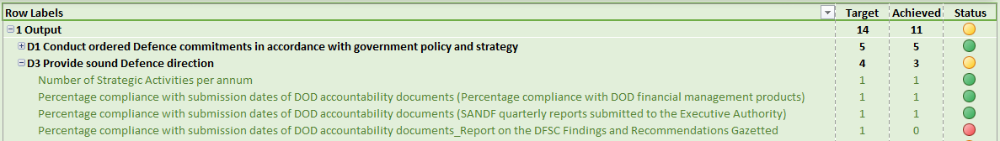 Row Labels Target Achieved Status
1 Output 14 11
D1 Conduct ordered Defence commitments in accordance with government policy and strategy 5 5
D3 Provide sound Defence direction 4 3
Number of Strategic Activities per annum 1 1
Percentage compliance with submission dates of DOD accountability documents (Percentage compliance with DOD financial management products) 1 1
Percentage compliance with submission dates of DOD accountability documents (SANDF quarterly reports submitted to the Executive Authority) 1 1
Percentage compliance with submission dates of DOD accountability documents_Report on the DFSC Findings and Recommendations Gazetted 1 0